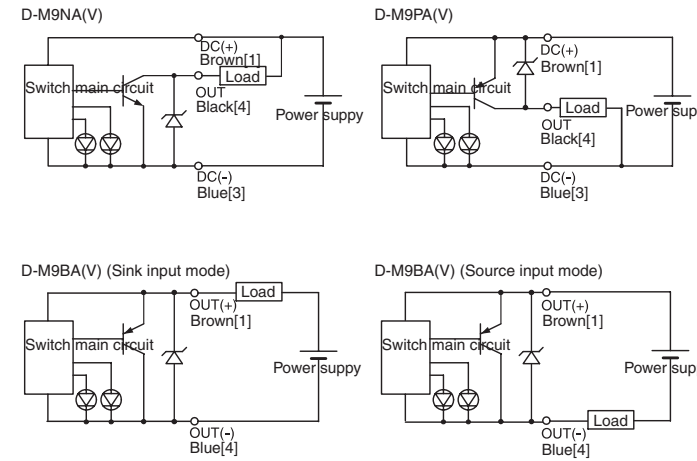 D-M9NA(V)
DC(+)
Brown[1]
Switch main circuit
Load
OUT
Black[4]
Power suppy
DC(-)
Blue[3]
D-M9PA(V)
DC(+)
Brown[1]
Switch main circuit
Load
OUT
Black[4]
Power sup
DC(-)
Blue[3]
D-M9BA(V) (Sink input mode)
Load
OUT(+)
Brown[1]
Switch main circuit
Power suppy
OUT(-)
Blue[4]
D-M9BA(V) (Source input mode)
OUT(+)
Brown[1]
Switch main circuit
Power sup
Load
OUT(-)
Blue[4]